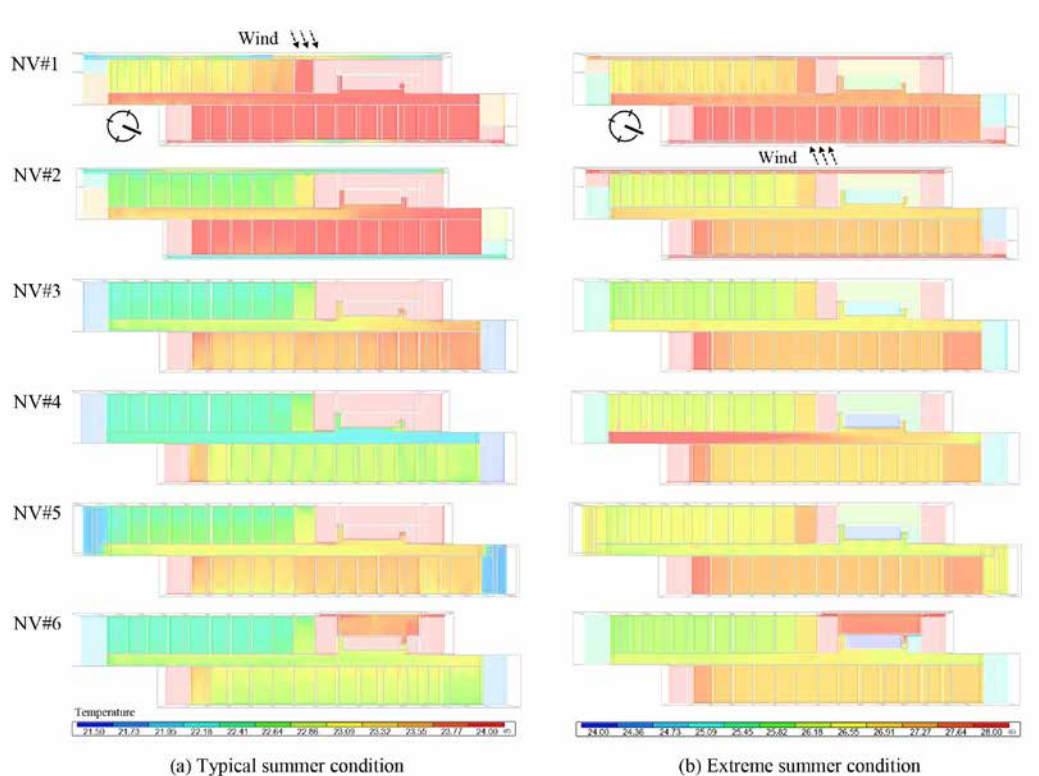 Wind
NV#1
Wind
NV#2
NV#3
NV#4
NV#5
NV#6
Temperature
21.50 21.73 21.95 22.18 22.41 22.64 22.86 23.09 23.32 23.55 23.77 24.00
24.00 24.36 24.73 25.09 25.45 25.82 26.18 26.55 26.91 27.27 27.64 28.00
(a) Typical summer condition
(b) Extreme summer condition